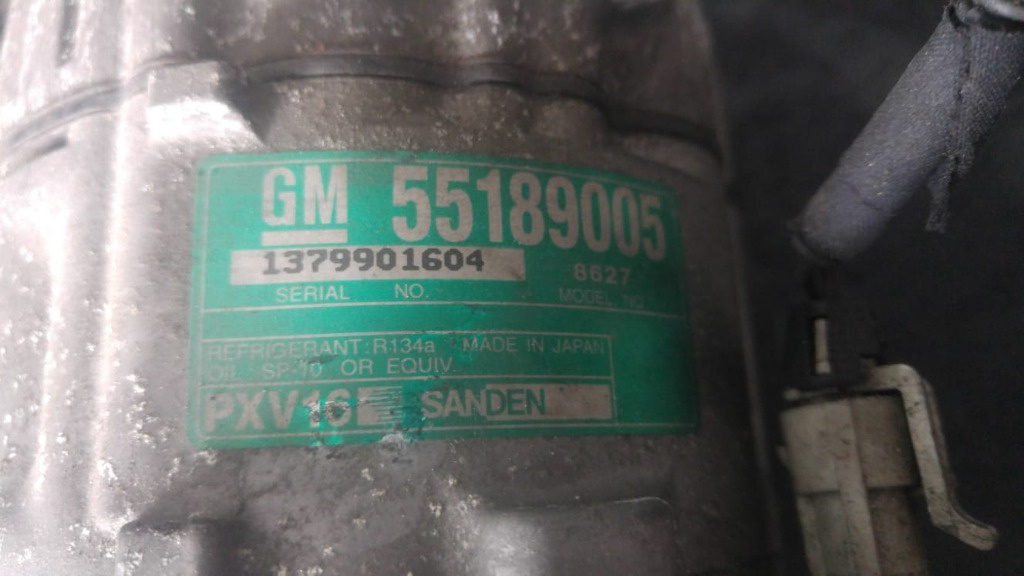 GM 55189005
1379901604 8627
SERIAL NO. MODEL NO.
REFRIGERANT: R134a MADE IN JAPAN
OIL SP-10 OR EQUIV.
PXV16 SANDEN